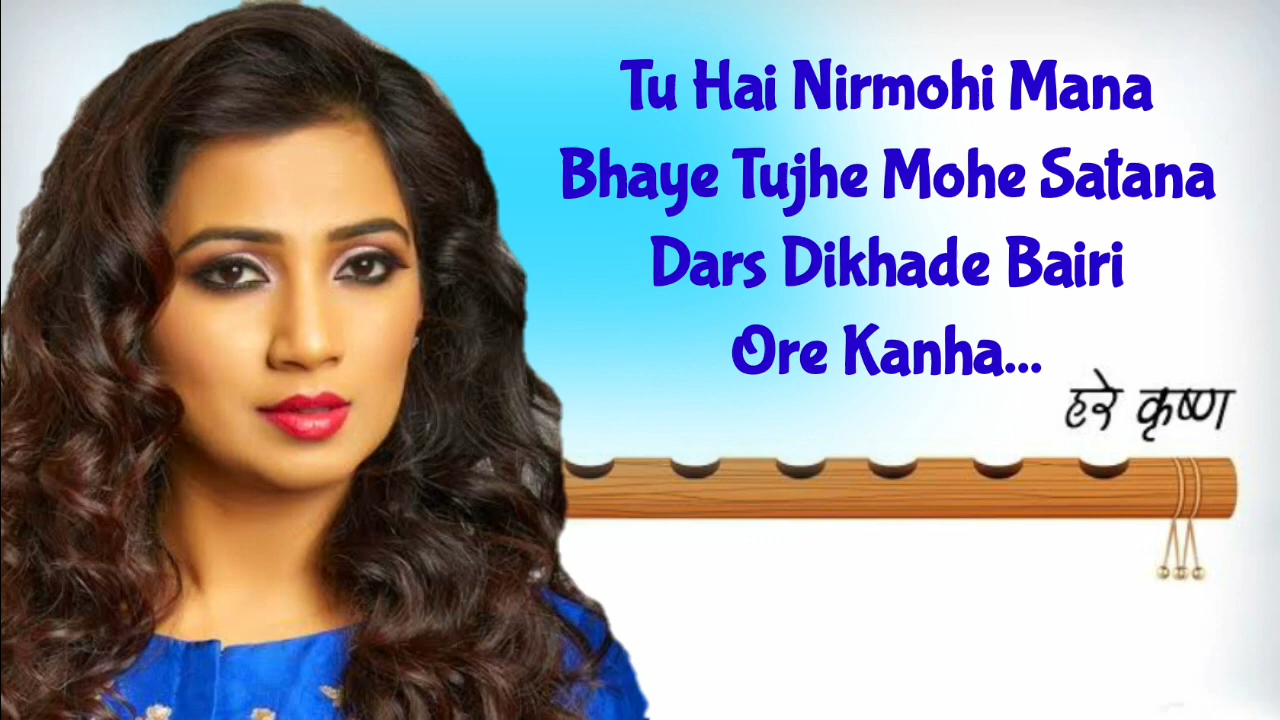 Tu Hai Nirmohi Mana
Bhaye Tujhe Mohe Satana
Dars Dikhade Bairi
Ore Kanha...
हरे कृष्ण